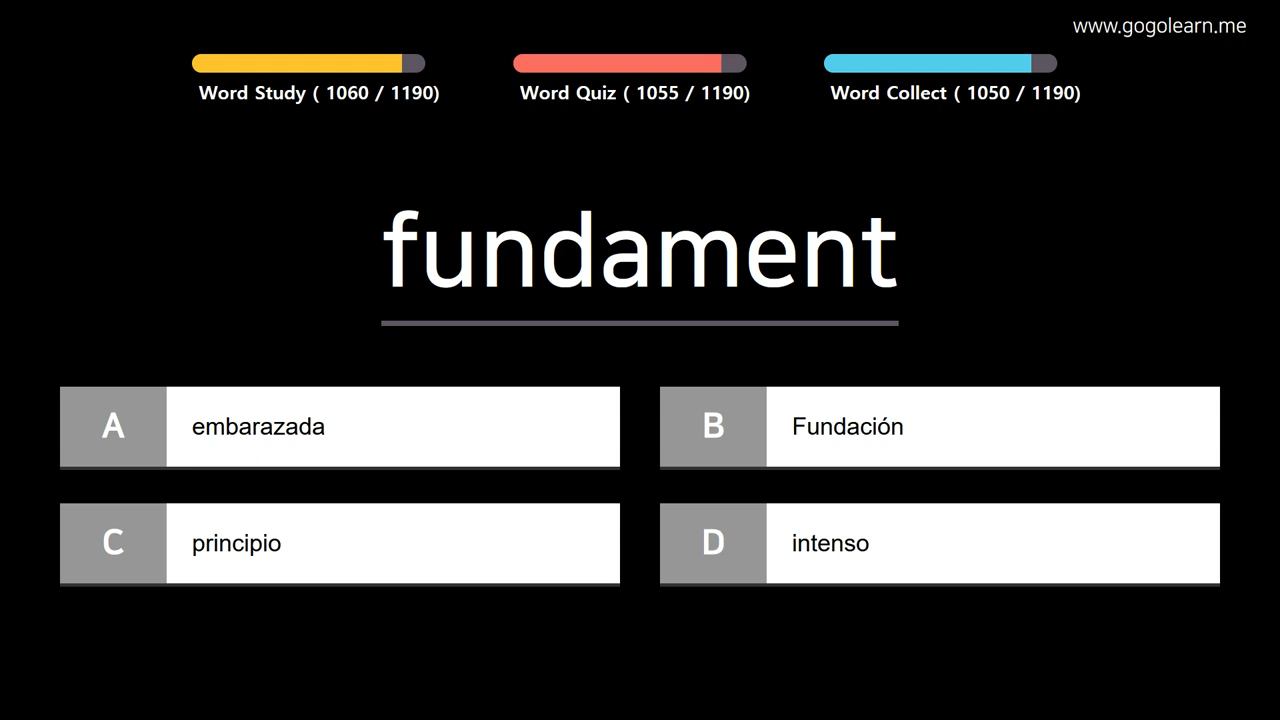 www.gogolearn.me
Word Study ( 1060 / 1190)
Word Quiz ( 1055 / 1190)
Word Collect ( 1050 / 1190)
fundament
A embarazada
B Fundación
C principio
D intenso